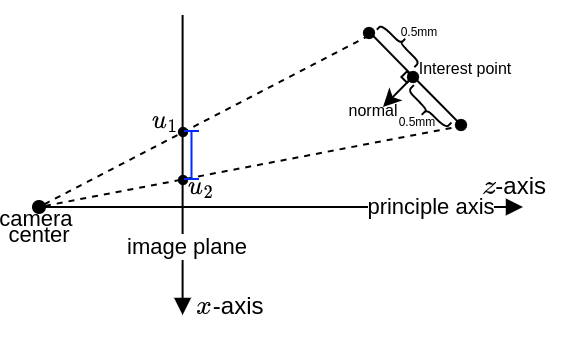 0.5mm
Interest point
normal
0.5mm
u₁
u₂
z-axis
principle axis
camera
center
image plane
x-axis